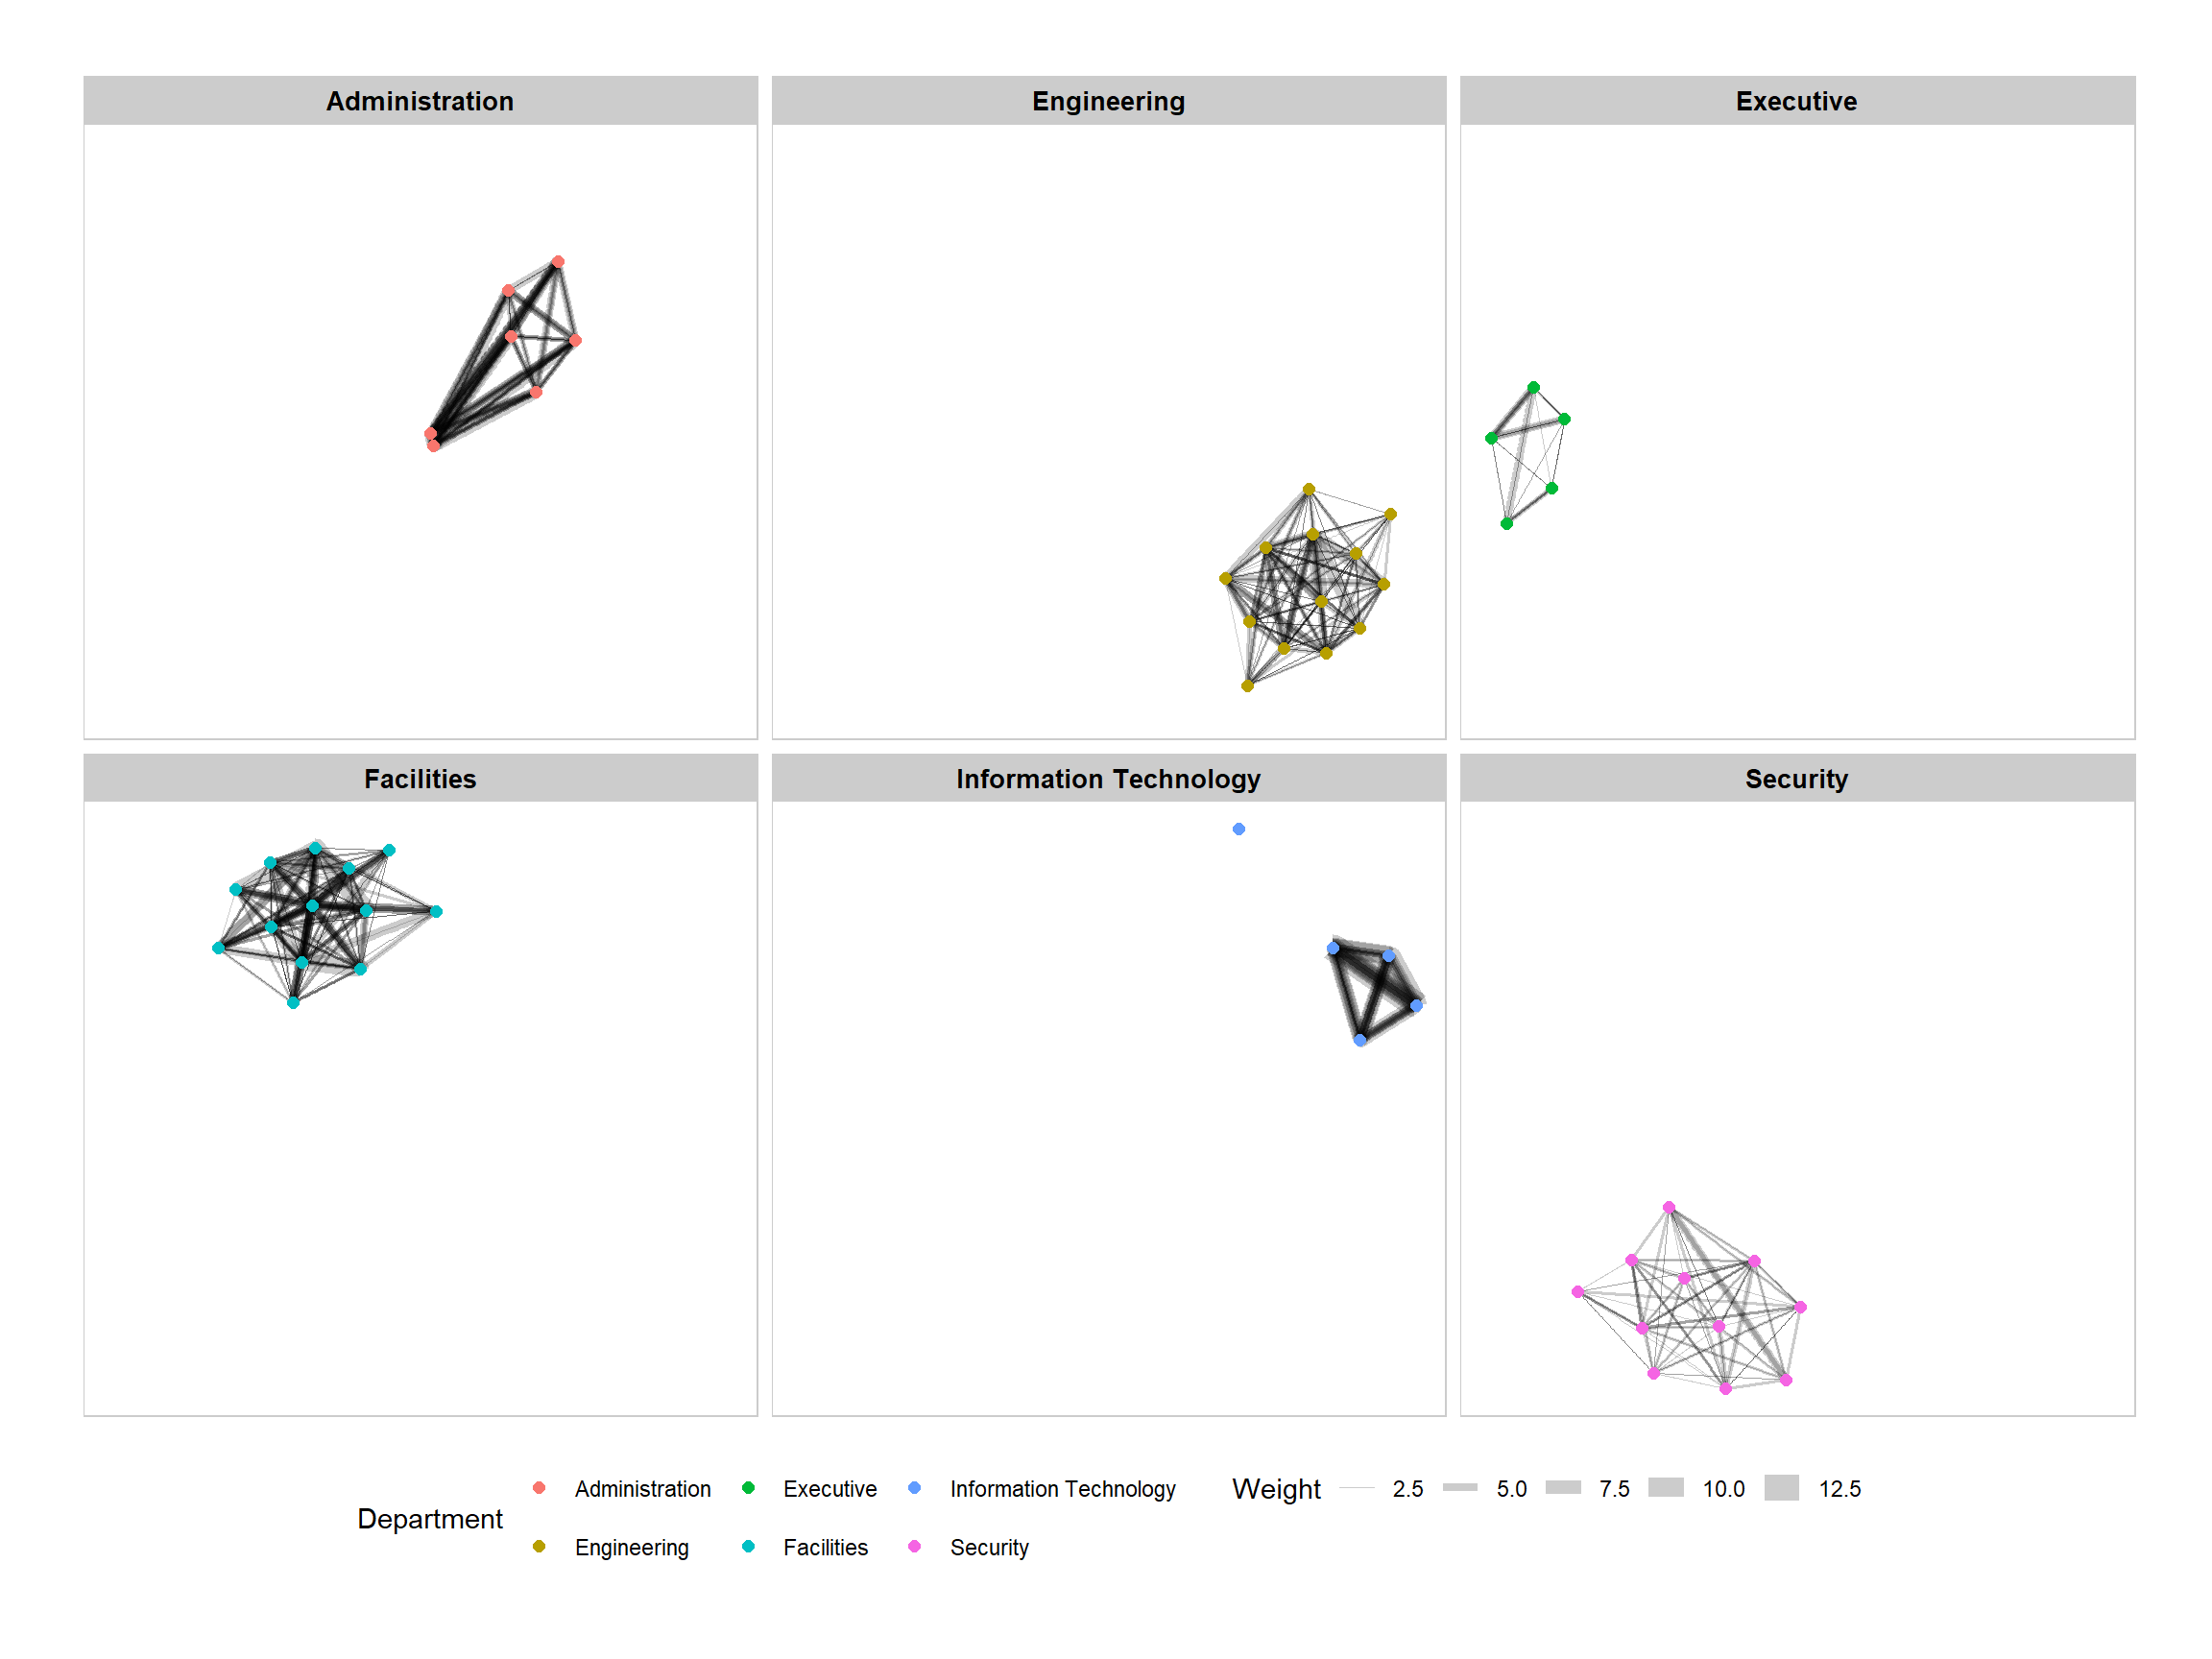 Administration
Engineering
Executive
Facilities
Information Technology
Security
Department
Administration
Executive
Information Technology
Engineering
Facilities
Security
Weight
2.5
5.0
7.5
10.0
12.5